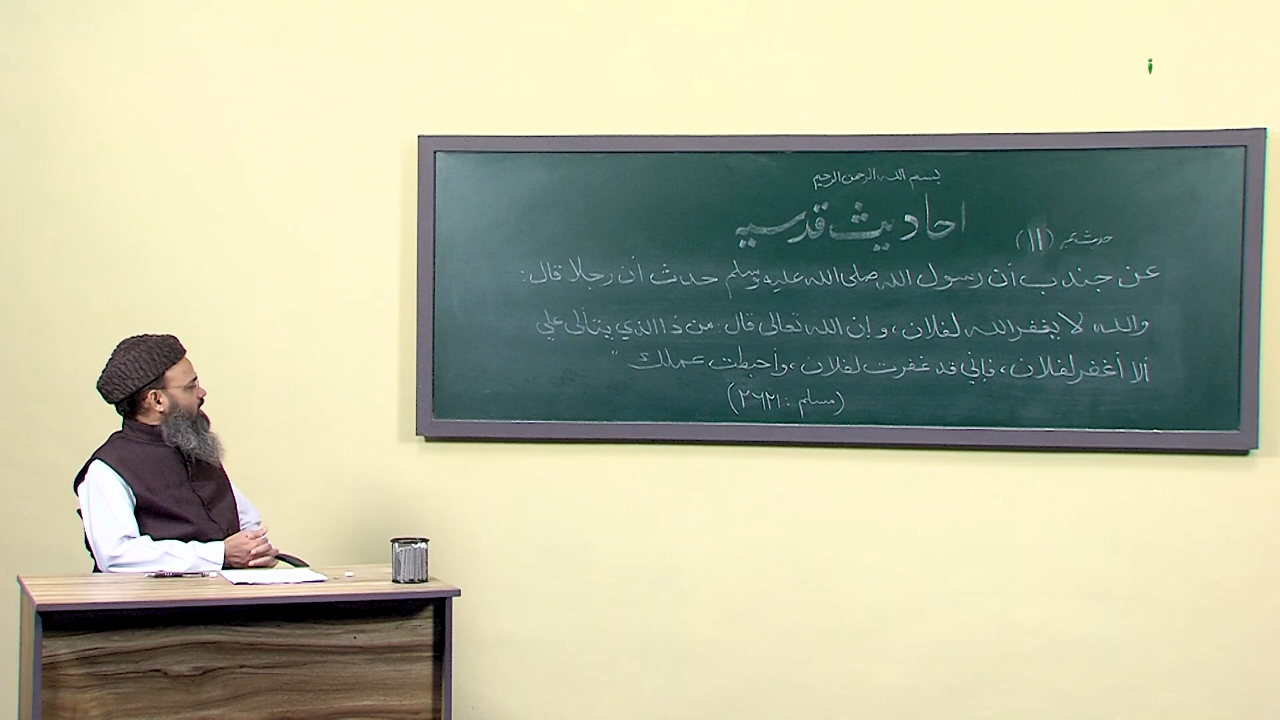 بسم الله الرحمن الرحيم
احادیث قدسیہ
حدیث نمبر (۱۱)
عن جندب أن رسول الله صلى الله عليه وسلم حدث أن رجلا قال:
والله لا يغفر الله لفلان، وإن الله تعالى قال: من ذا الذي يتألى علي
ألا أغفر لفلان، فإني قد غفرت لفلان، وأحبطت عملك"
(مسلم: ۲۶۲۱)